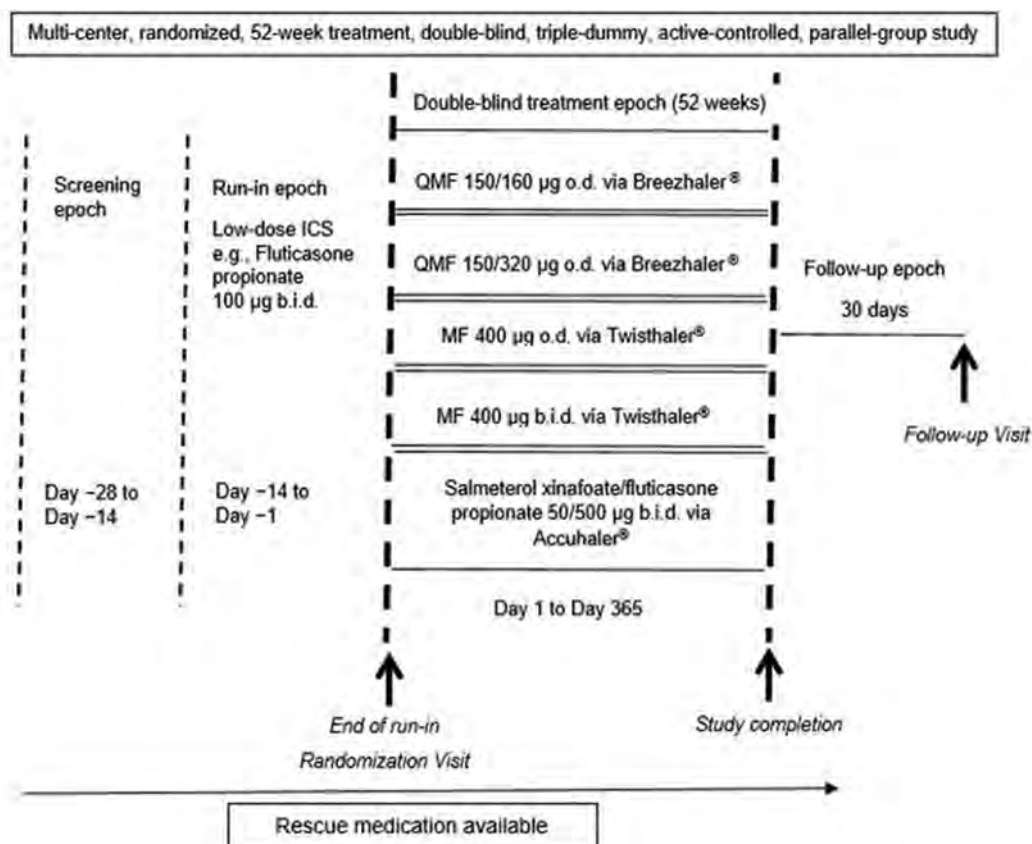 Multi-center, randomized, 52-week treatment, double-blind, triple-dummy, active-controlled, parallel-group study
Double-blind treatment epoch (52 weeks)
Screening
epoch
Run-in epoch
Low-dose ICS
e.g., Fluticasone
propionate
100 µg b.i.d.
QMF 150/160 µg o.d. via Breezhaler®
QMF 150/320 µg o.d. via Breezhaler®
MF 400 µg o.d. via Twisthaler®
MF 400 µg b.i.d. via Twisthaler®
Salmeterol xinafoate/fluticasone
propionate 50/500 µg b.i.d. via
Accuhaler®
Follow-up epoch
30 days
Follow-up Visit
Day −28 to
Day −14
Day −14 to
Day −1
Day 1 to Day 365
End of run-in
Randomization Visit
Study completion
Rescue medication available